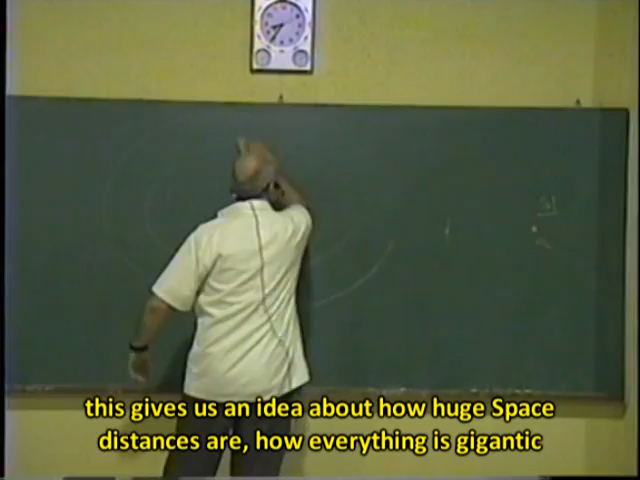 this gives us an idea about how huge Space
distances are, how everything is gigantic